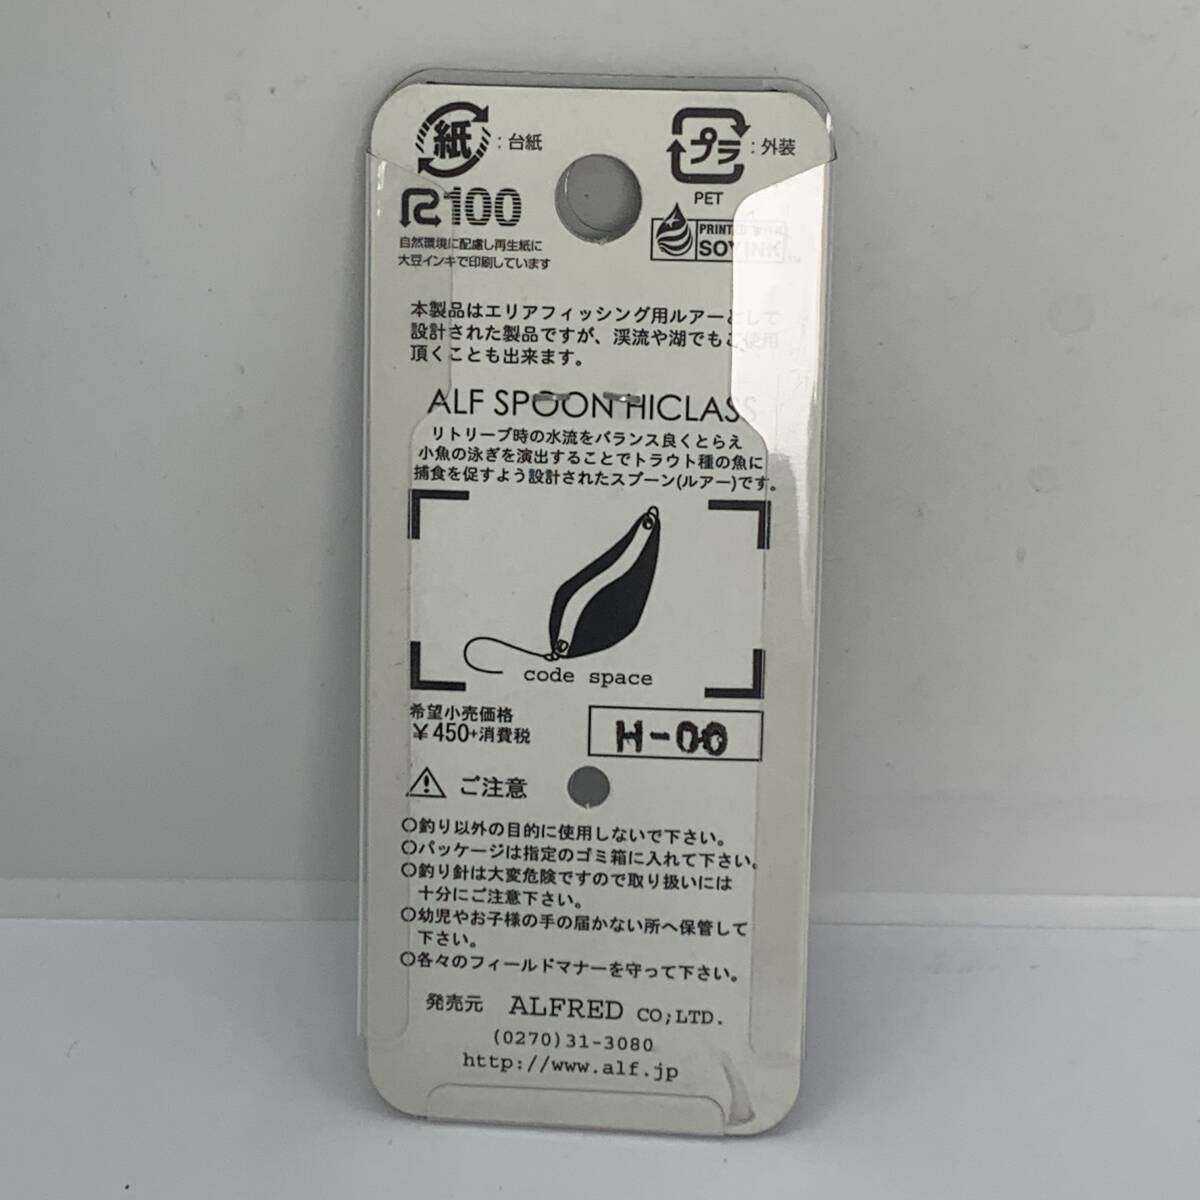 紙:台紙
プラ:外装
PET
R100
PRINTED WITH
SOY INK
自然環境に配慮し再生紙に
大豆インキで印刷しています
本製品はエリアフィッシング用ルアーとして
設計された製品ですが、渓流や湖でもご使用
頂くことも出来ます。
ALF SPOON HICLASS
リトリーブ時の水流をバランス良くとらえ
小魚の泳ぎを演出することでトラウト種の魚に
捕食を促すよう設計されたスプーン(ルアー)です。
code space
希望小売価格
¥450+消費税
H-00
ご注意
○釣り以外の目的に使用しないで下さい。
○パッケージは指定のゴミ箱に入れて下さい。
○釣り針は大変危険ですので取り扱いには
十分にご注意下さい。
○幼児やお子様の手の届かない所へ保管して
下さい。
○各々のフィールドマナーを守って下さい。
発売元 ALFRED CO;LTD.
(0270)31-3080
http://www.alf.jp